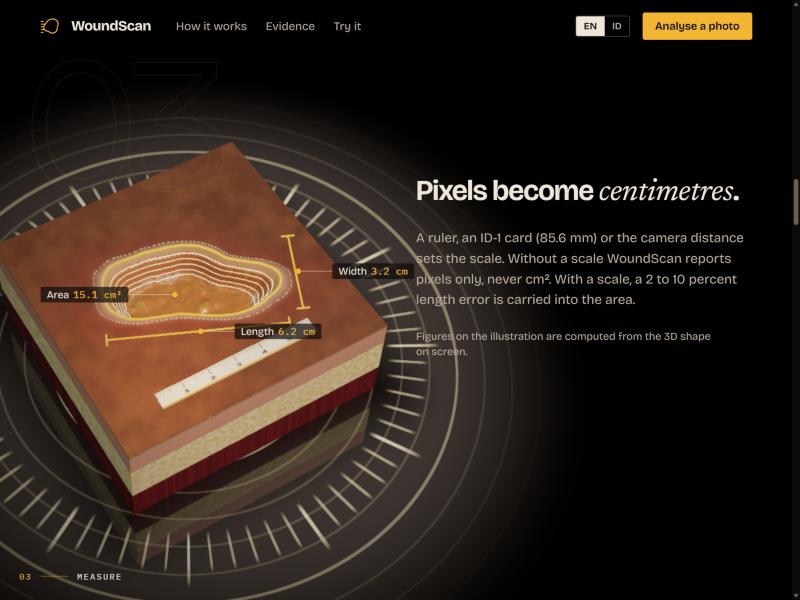 WoundScan
How it works
Evidence
Try it
EN
ID
Analyse a photo
03
Pixels become centimetres.
A ruler, an ID-1 card (85.6 mm) or the camera distance
sets the scale. Without a scale WoundScan reports
pixels only, never cm². With a scale, a 2 to 10 percent
length error is carried into the area.
Figures on the illustration are computed from the 3D shape
on screen.
Width 3.2 cm
Area 15.1 cm²
Length 6.2 cm
03
MEASURE